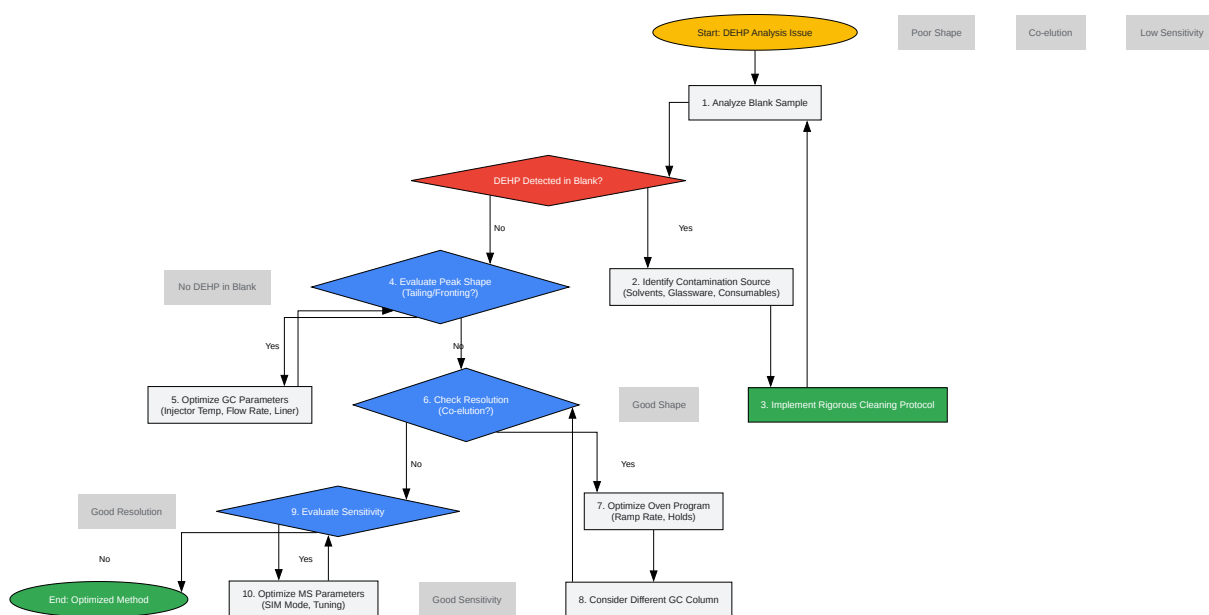 Start: DEHP Analysis Issue
Poor Shape
Co-elution
Low Sensitivity
1. Analyze Blank Sample
DEHP Detected in Blank?
No
Yes
No DEHP in Blank
4. Evaluate Peak Shape
(Tailing/Fronting?)
2. Identify Contamination Source
(Solvents, Glassware, Consumables)
Yes
No
5. Optimize GC Parameters
(Injector Temp, Flow Rate, Liner)
6. Check Resolution
(Co-elution?)
Good Shape
3. Implement Rigorous Cleaning Protocol
No
Yes
Good Resolution
9. Evaluate Sensitivity
7. Optimize Oven Program
(Ramp Rate, Holds)
No
Yes
End: Optimized Method
10. Optimize MS Parameters
(SIM Mode, Tuning)
Good Sensitivity
8. Consider Different GC Column